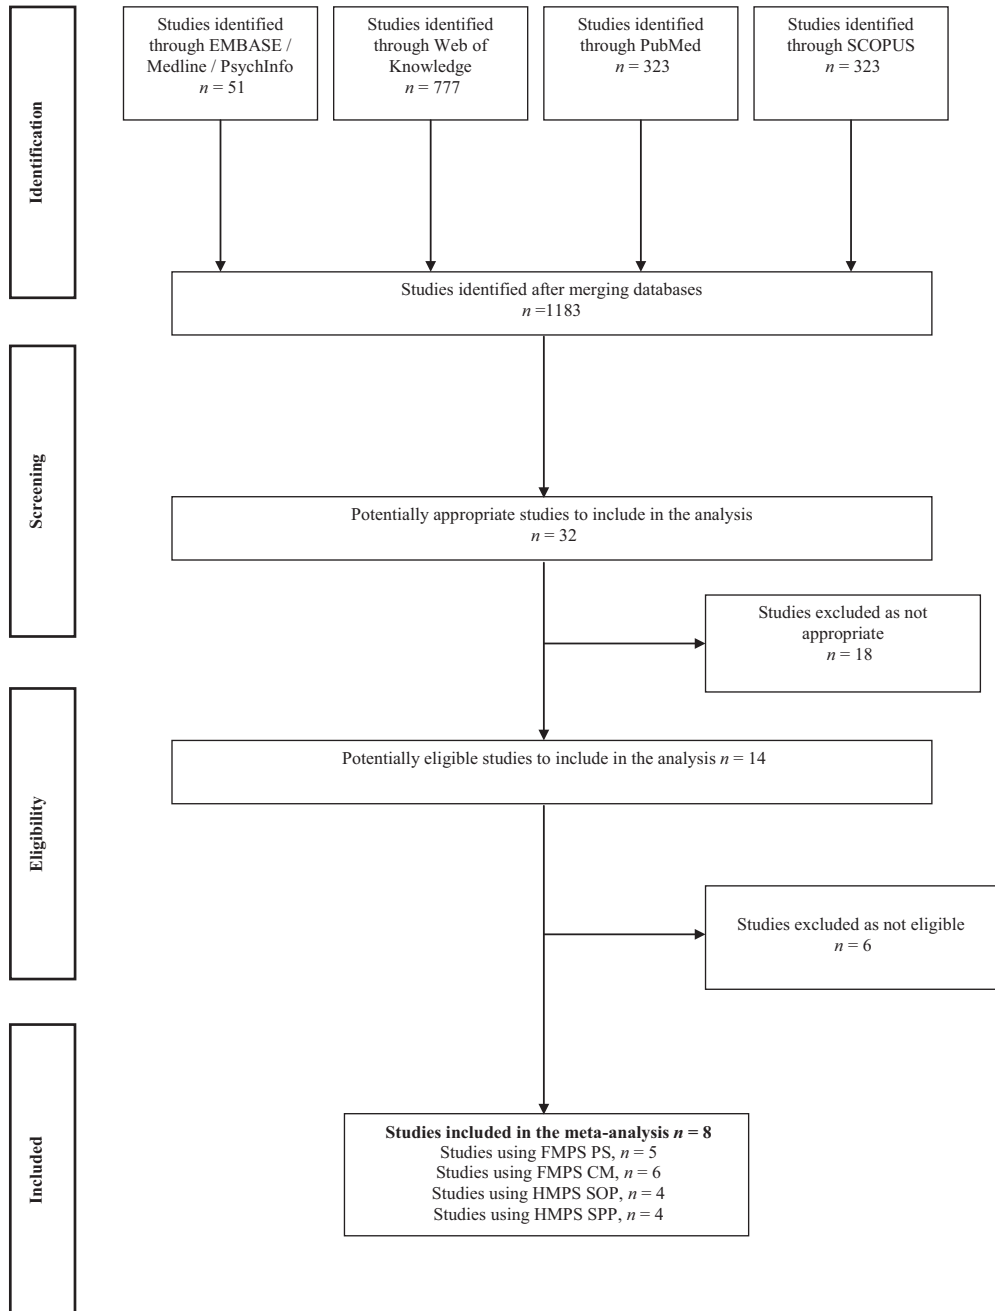 Identification
Studies identified
through EMBASE /
Medline / PsychInfo
n = 51
Studies identified
through Web of
Knowledge
n = 777
Studies identified
through PubMed
n = 323
Studies identified
through SCOPUS
n = 323
Studies identified after merging databases
n =1183
Screening
Potentially appropriate studies to include in the analysis
n = 32
Studies excluded as not
appropriate
n = 18
Eligibility
Potentially eligible studies to include in the analysis n = 14
Studies excluded as not eligible
n = 6
Included
Studies included in the meta-analysis n = 8
Studies using FMPS PS, n = 5
Studies using FMPS CM, n = 6
Studies using HMPS SOP, n = 4
Studies using HMPS SPP, n = 4